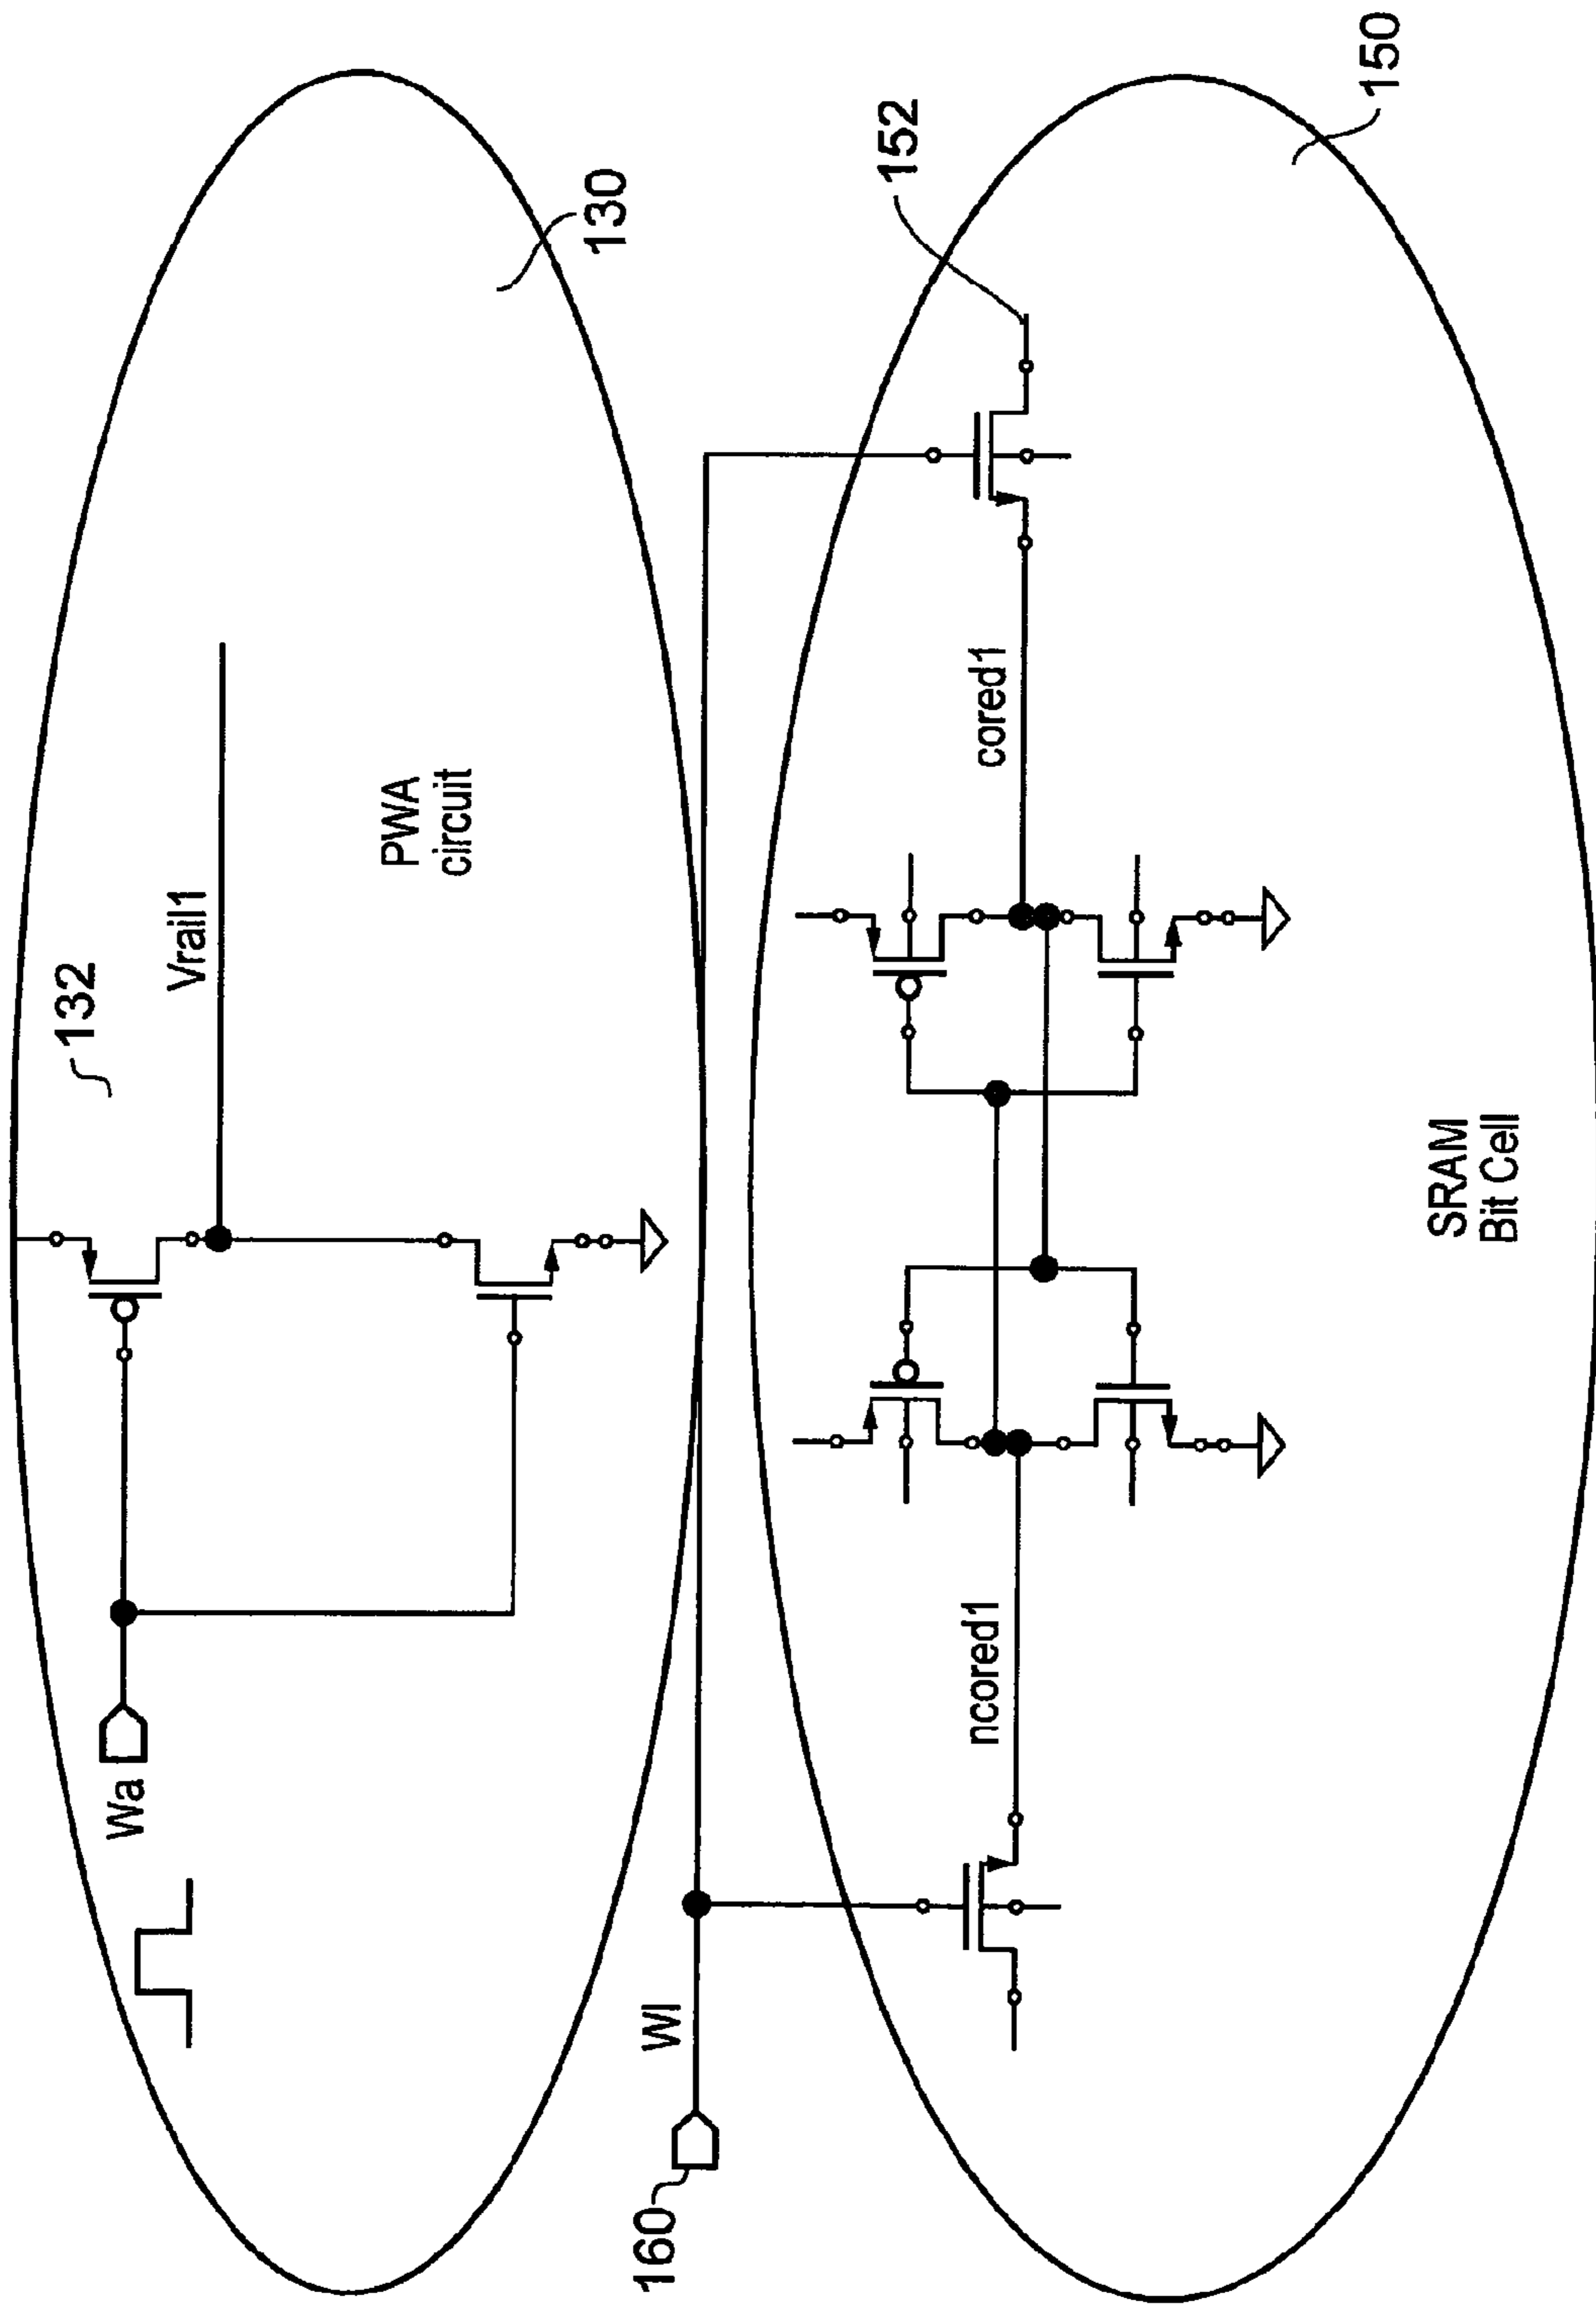 130
132
Vrail1
PWA
circuit
Wa
160
Wl
150
152
cored1
ncored1
SRAM
Bit Cell